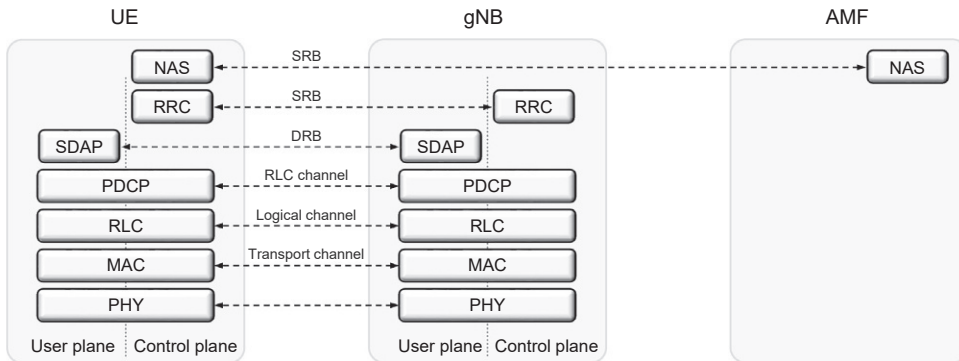 UE gNB AMF
NAS SRB NAS
RRC SRB RRC
SDAP DRB SDAP
PDCP RLC channel PDCP
RLC Logical channel RLC
MAC Transport channel MAC
PHY PHY
User plane Control plane User plane Control plane